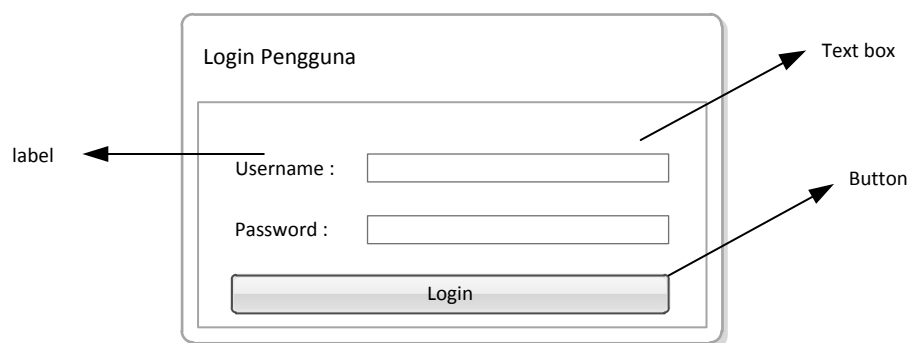 Login Pengguna
Text box
label
Username :
Button
Password :
Login